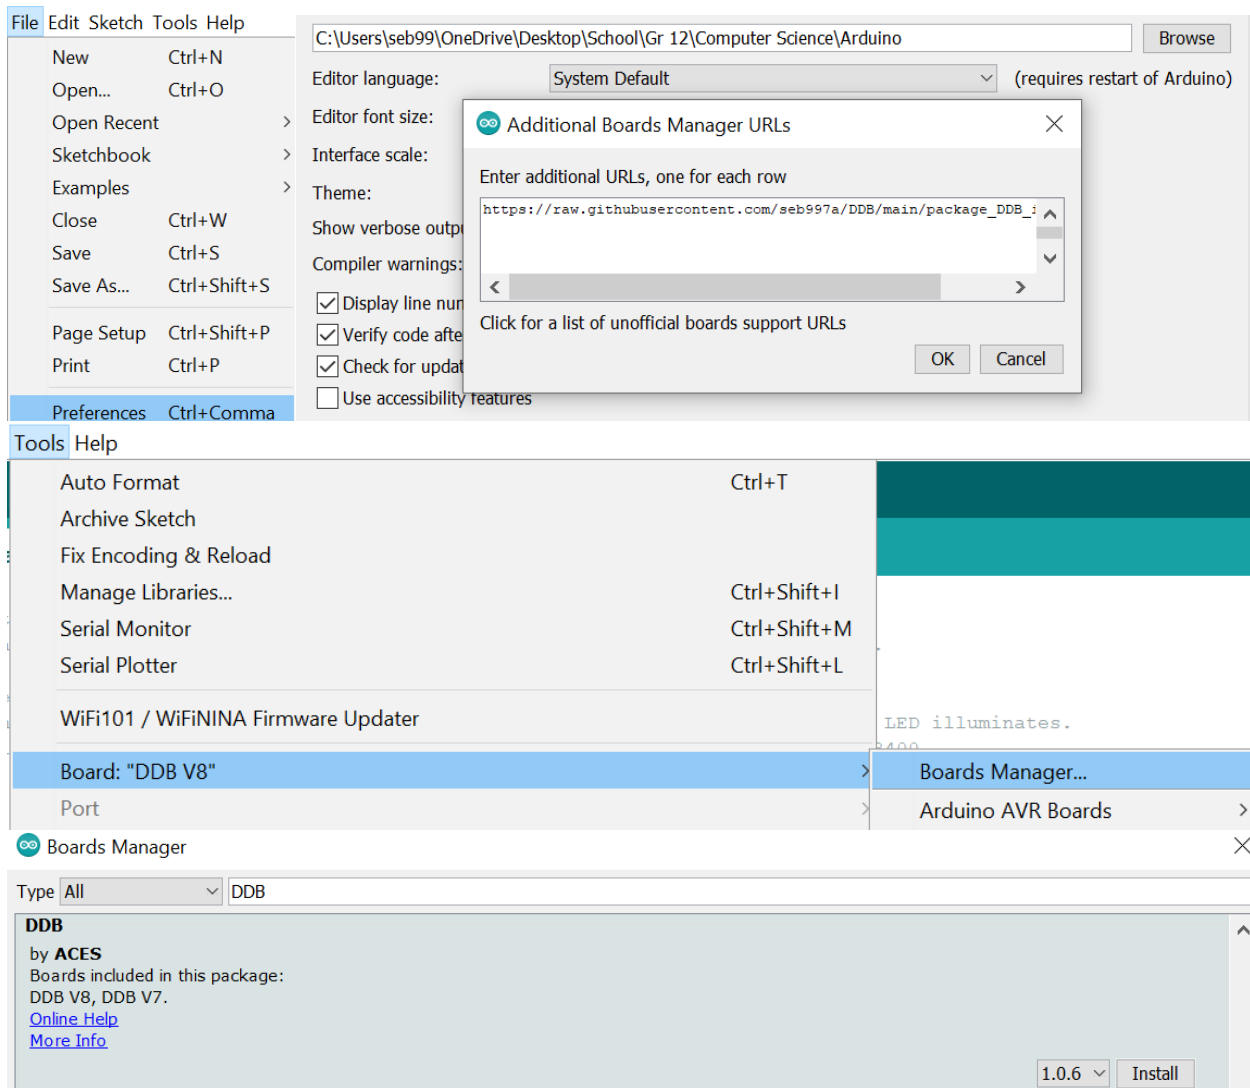 File Edit Sketch Tools Help
New Ctrl+N
Open... Ctrl+O
Open Recent
Sketchbook
Examples
Close Ctrl+W
Save Ctrl+S
Save As... Ctrl+Shift+S
Page Setup Ctrl+Shift+P
Print Ctrl+P
Preferences Ctrl+Comma
C:\Users\seb99\OneDrive\Desktop\School\Gr 12\Computer Science\Arduino Browse
Editor language: System Default (requires restart of Arduino)
Editor font size:
Interface scale:
Theme:
Show verbose outp
Compiler warnings:
Display line nu
Verify code afte
Check for updat
Use accessibility features
Additional Boards Manager URLs
Enter additional URLs, one for each row
https://raw.githubusercontent.com/seb997a/DDB/main/package_DDB_i
Click for a list of unofficial boards support URLs
OK Cancel
Tools Help
Auto Format Ctrl+T
Archive Sketch
Fix Encoding & Reload
Manage Libraries... Ctrl+Shift+I
Serial Monitor Ctrl+Shift+M
Serial Plotter Ctrl+Shift+L
WiFi101 / WiFiNINA Firmware Updater
LED illuminates.
Board: "DDB V8" Boards Manager...
Port Arduino AVR Boards
Boards Manager
Type All DDB
DDB
by ACES
Boards included in this package:
DDB V8, DDB V7.
Online Help
More Info
1.0.6 Install